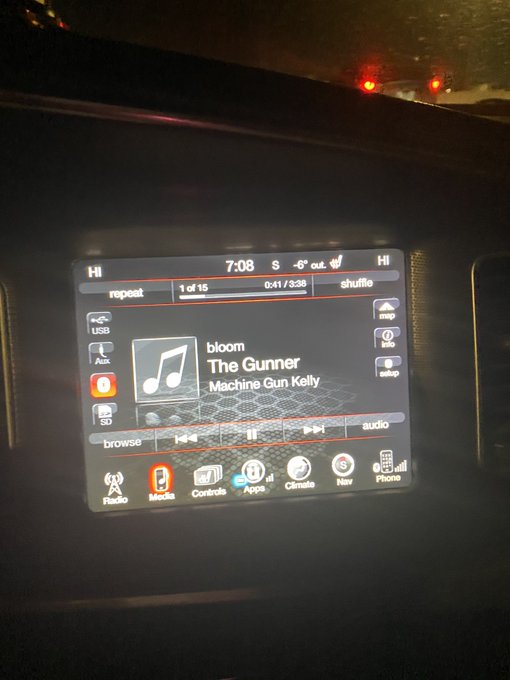 HI 7:08 S -6° out. HI
repeat 1 of 15 0:41 / 3:38 shuffle
USB
Aux
SD
bloom
The Gunner
Machine Gun Kelly
map
info
setup
browse audio
Radio Media Controls Apps Climate S Nav Phone